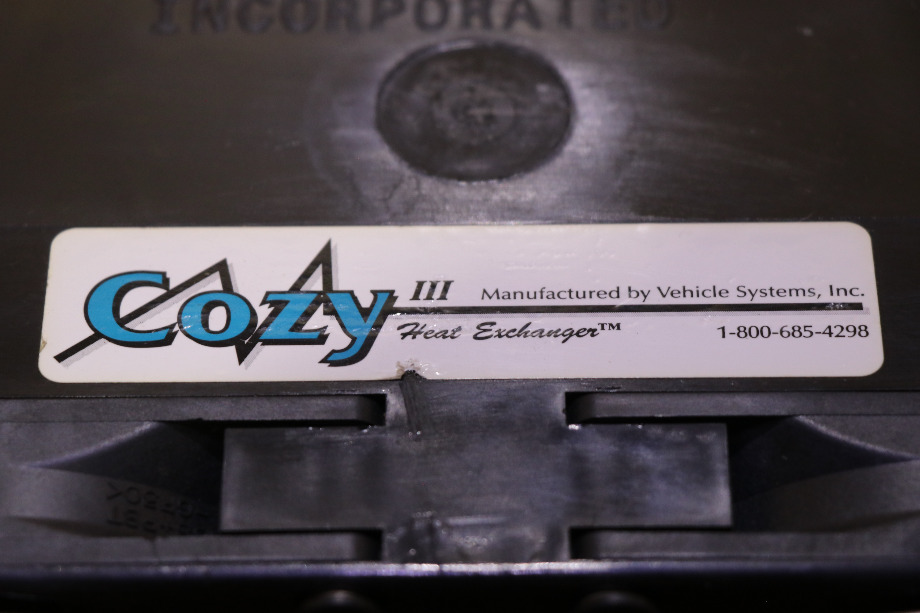 INCORPORATED
Cozy III
Manufactured by Vehicle Systems, Inc.
Heat Exchanger™
1-800-685-4298